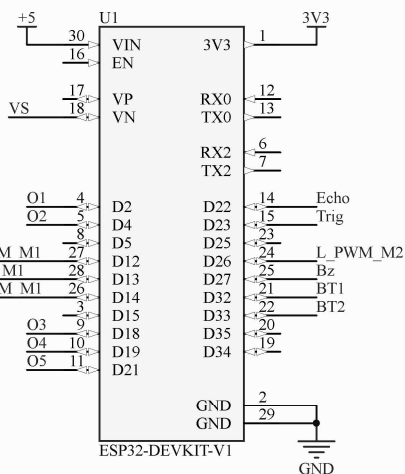 +5 U1 3V3
30 VIN 3V3 1
16 EN
17 VP RX0 12
VS 18 VN TX0 13
RX2 6
TX2 7
O1 4 D2 D22 14 Echo
O2 5 D4 D23 15 Trig
8 D5 D25 23
M_M1 27 D12 D26 24 L_PWM_M2
M1 28 D13 D27 25 Bz
M_M1 26 D14 D32 21 BT1
3 D15 D33 22 BT2
O3 9 D18 D35 20
O4 10 D19 D34 19
O5 11 D21
GND 2
GND 29
ESP32-DEVKIT-V1
GND